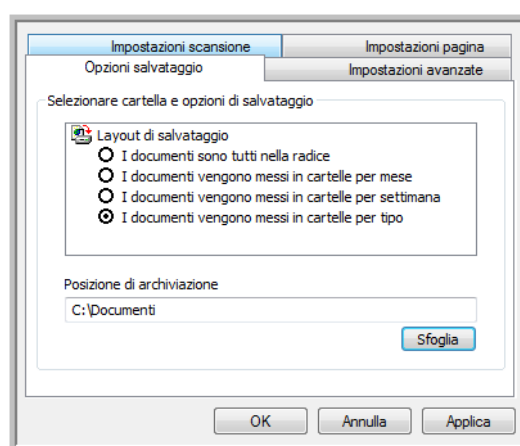 Impostazioni scansione
Impostazioni pagina
Opzioni salvataggio
Impostazioni avanzate
Selezionare cartella e opzioni di salvataggio
Layout di salvataggio
I documenti sono tutti nella radice
I documenti vengono messi in cartelle per mese
I documenti vengono messi in cartelle per settimana
I documenti vengono messi in cartelle per tipo
Posizione di archiviazione
C:\Documenti
Sfoglia
OK
Annulla
Applica